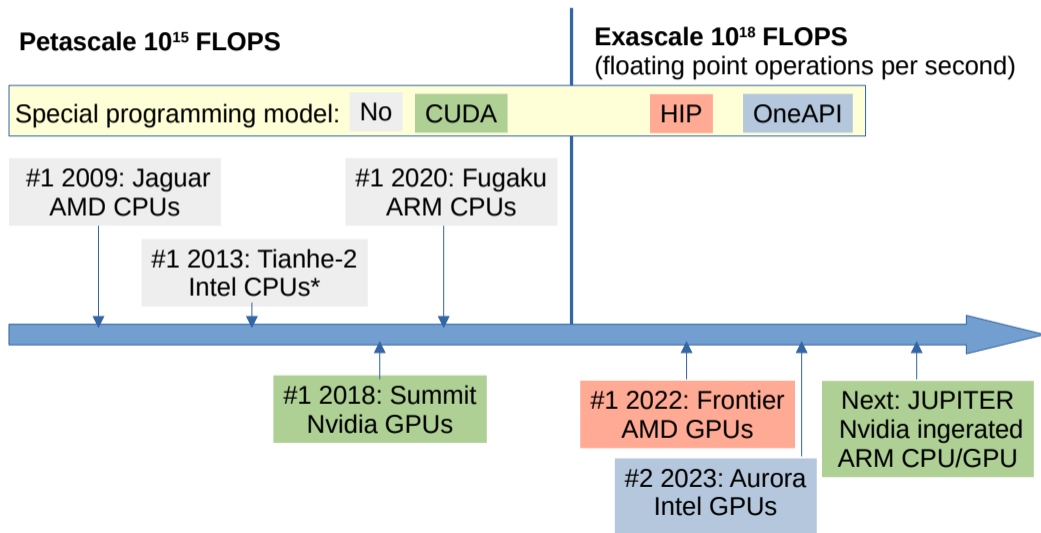 Petascale 10¹⁵ FLOPS
Exascale 10¹⁸ FLOPS
(floating point operations per second)
Special programming model: No CUDA HIP OneAPI
#1 2009: Jaguar
AMD CPUs
#1 2020: Fugaku
ARM CPUs
#1 2013: Tianhe-2
Intel CPUs*
#1 2018: Summit
Nvidia GPUs
#1 2022: Frontier
AMD GPUs
Next: JUPITER
Nvidia ingerated
ARM CPU/GPU
#2 2023: Aurora
Intel GPUs